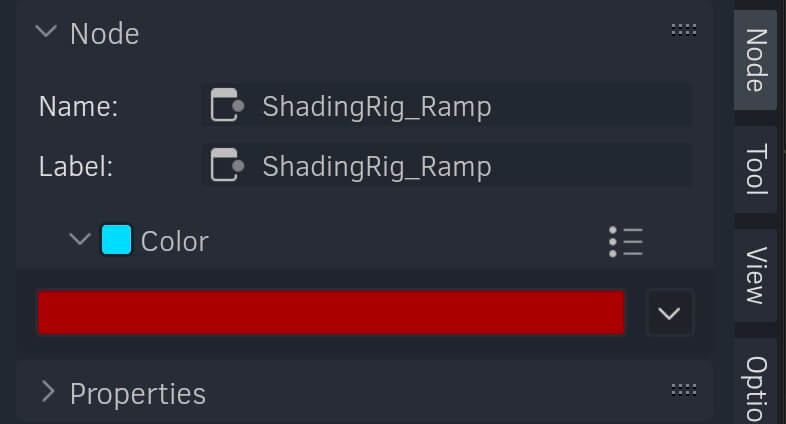 Node
Name: ShadingRig_Ramp
Label: ShadingRig_Ramp
Color
Properties
Node
Tool
View
Optio